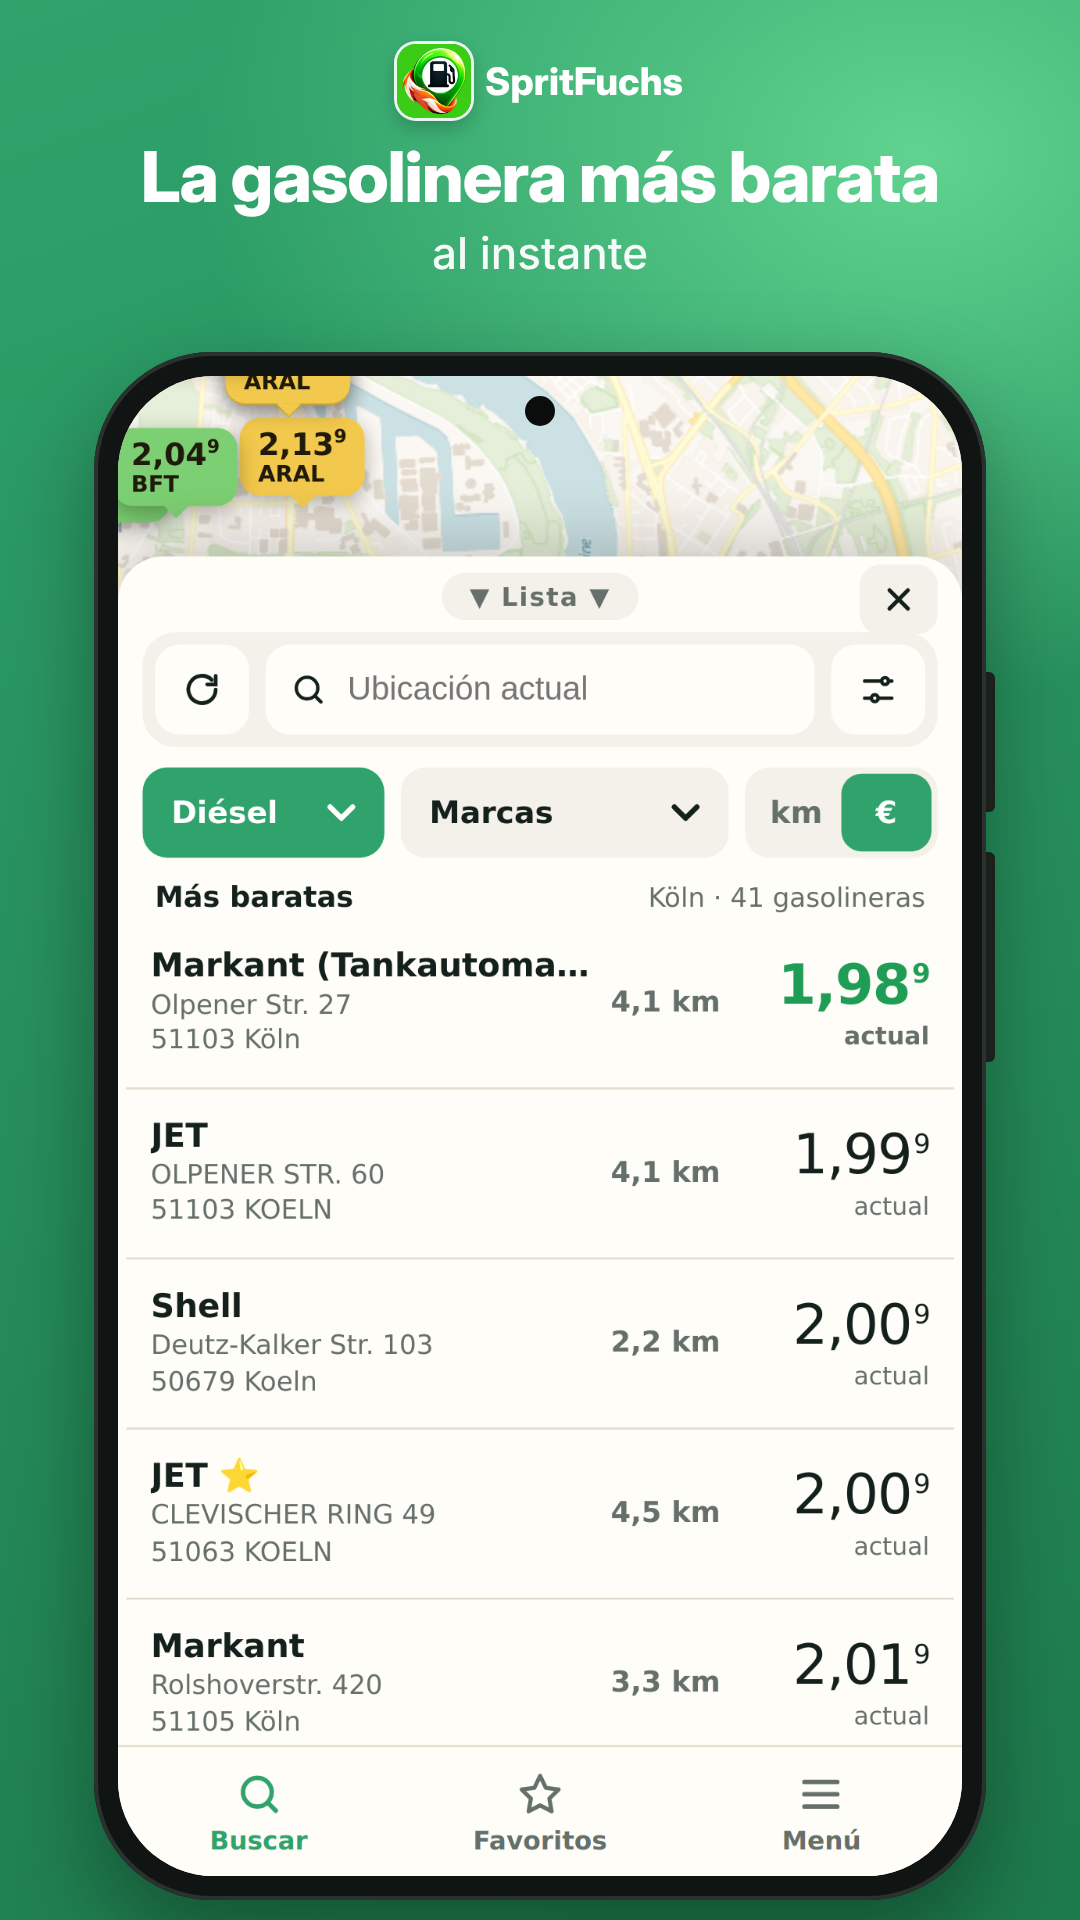 SpritFuchs
La gasolinera más barata
al instante
ARAL
2,04⁹
BFT
2,13⁹
ARAL
▼ Lista ▼
Ubicación actual
Diésel
Marcas
km
€
Más baratas
Köln · 41 gasolineras
Markant (Tankautoma...
Olpener Str. 27
51103 Köln
4,1 km
1,98⁹
actual
JET
OLPENER STR. 60
51103 KOELN
4,1 km
1,99⁹
actual
Shell
Deutz-Kalker Str. 103
50679 Koeln
2,2 km
2,00⁹
actual
JET ⭐
CLEVISCHER RING 49
51063 KOELN
4,5 km
2,00⁹
actual
Markant
Rolshoverstr. 420
51105 Köln
3,3 km
2,01⁹
actual
Buscar
Favoritos
Menú